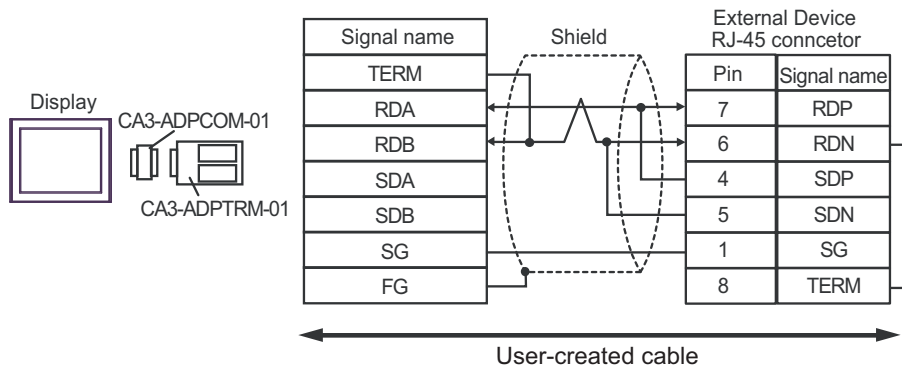 External Device
RJ-45 conncetor
Signal name
Shield
Pin
Signal name
TERM
Display
CA3-ADPCOM-01
CA3-ADPTRM-01
RDA
7
RDP
RDB
6
RDN
SDA
4
SDP
SDB
5
SDN
SG
1
SG
FG
8
TERM
User-created cable